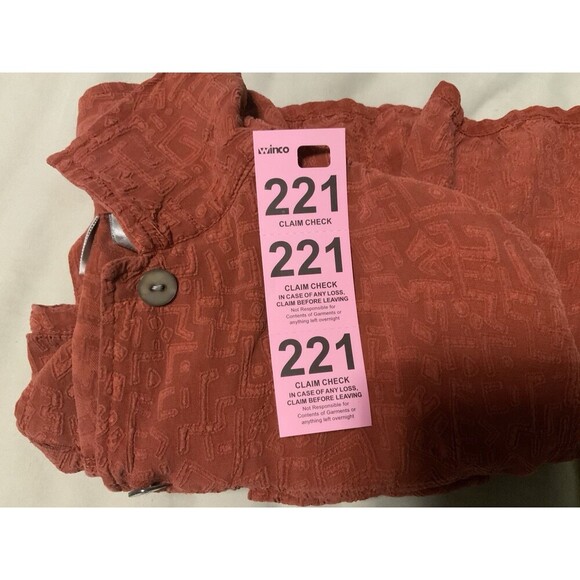 winco
221
CLAIM CHECK
221
CLAIM CHECK
IN CASE OF ANY LOSS,
CLAIM BEFORE LEAVING
Not Responsible for
Contents of Garments or
anything left overnight
221
CLAIM CHECK
IN CASE OF ANY LOSS,
CLAIM BEFORE LEAVING
Not Responsible for
Contents of Garments or
anything left overnight